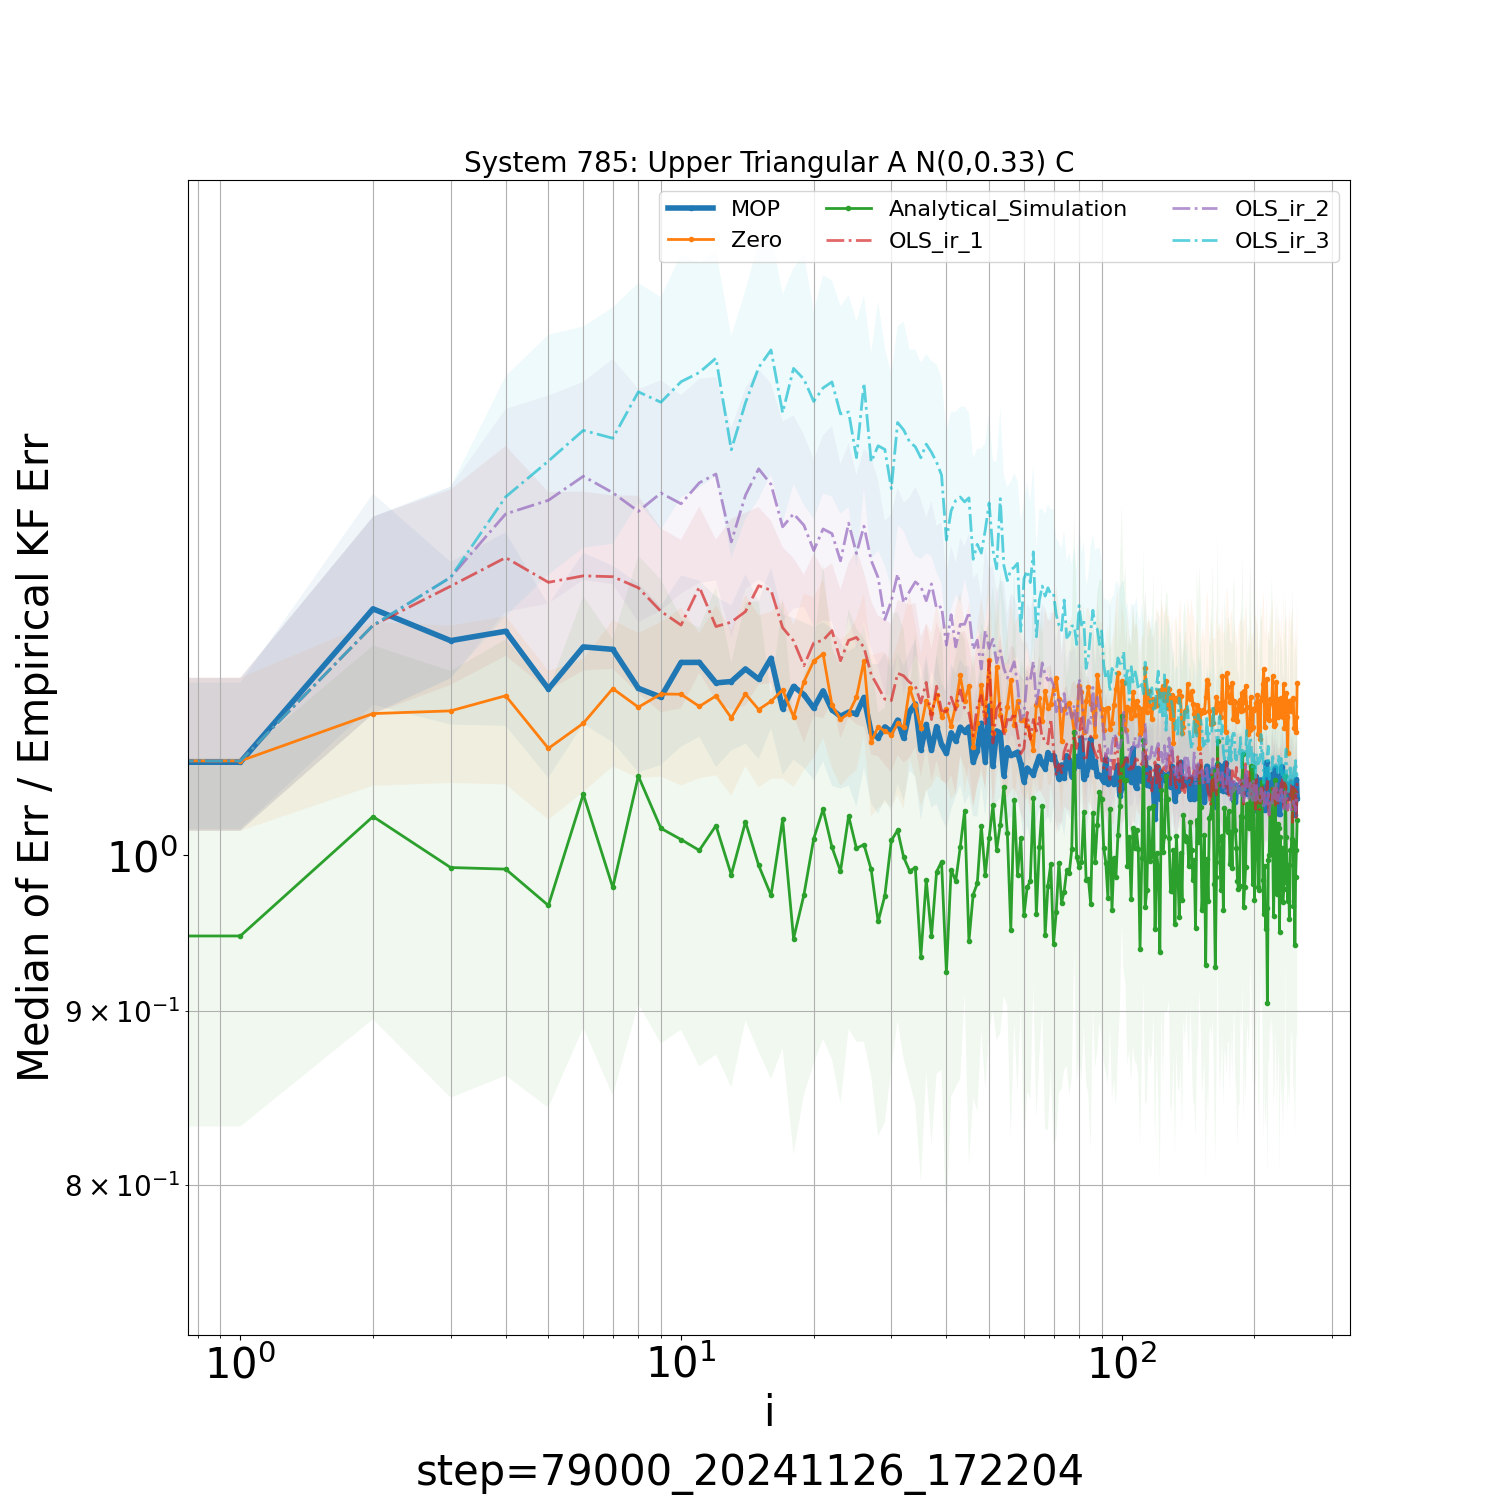 System 785: Upper Triangular A N(0,0.33) C
MOP
Zero
Analytical_Simulation
OLS_ir_1
OLS_ir_2
OLS_ir_3
Median of Err / Empirical KF Err
10⁰
9 × 10⁻¹
8 × 10⁻¹
10⁰ 10¹ 10²
i
step=79000_20241126_172204